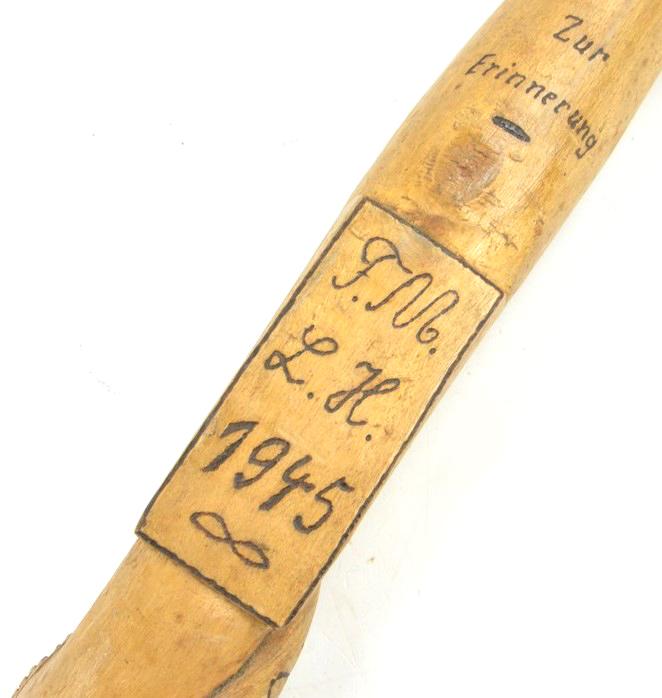 Zur
Erinnerung
T. M.
L. H.
1945